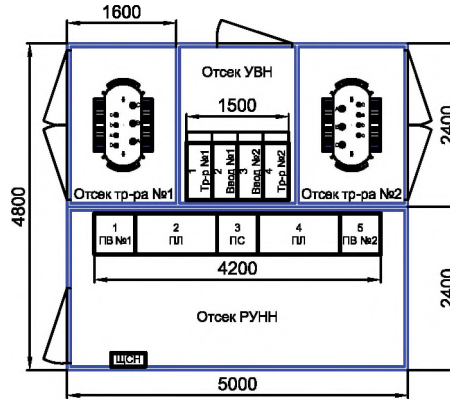 1600
Отсек УВН
1500
1 Тр-р №1
2 Ввод №1
3 Ввод №2
4 Тр-р №2
Отсек тр-ра №1
Отсек тр-ра №2
2400
4800
1
ПВ №1
2
ПЛ
3
ПС
4
ПЛ
5
ПВ №2
4200
2400
Отсек РУНН
ЩСН
5000